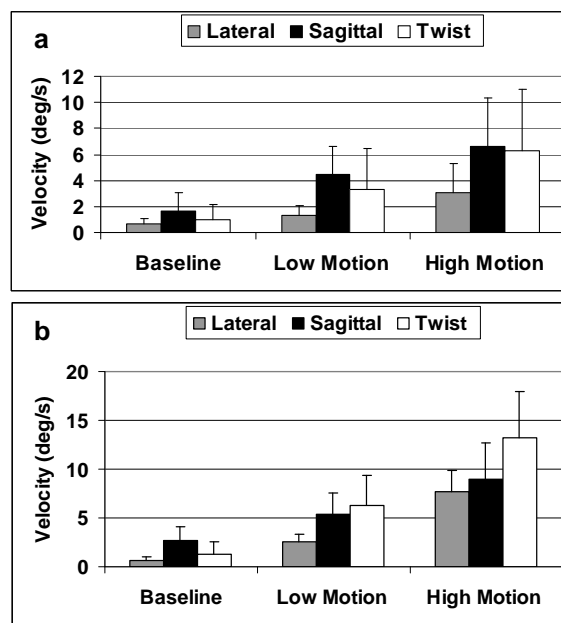 a
Lateral Sagittal Twist
Velocity (deg/s)
12
10
8
6
4
2
0
Baseline Low Motion High Motion
b
Lateral Sagittal Twist
Velocity (deg/s)
20
15
10
5
0
Baseline Low Motion High Motion